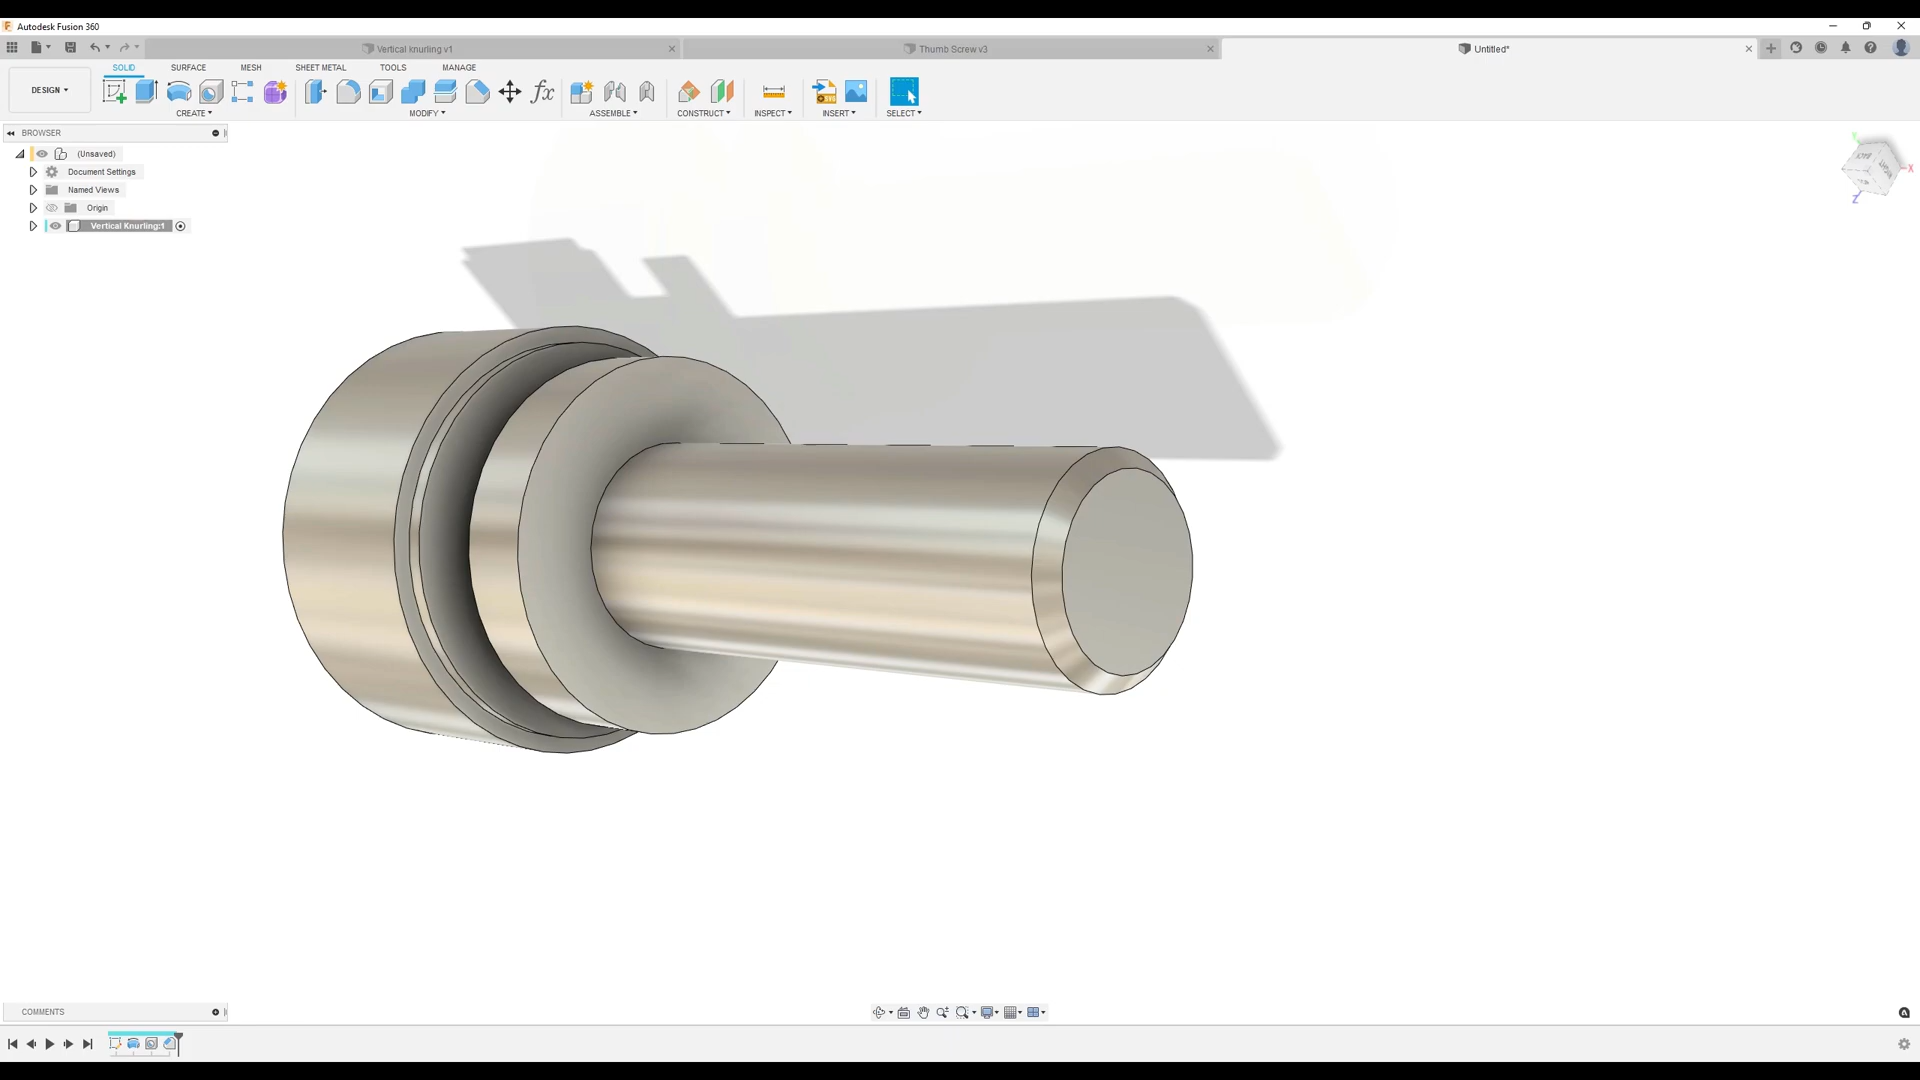 Autodesk Fusion 360
Vertical knurling v1
Thumb Screw v3
Untitled*
SOLID
SURFACE
MESH
SHEET METAL
TOOLS
MANAGE
DESIGN
CREATE
MODIFY
ASSEMBLE
CONSTRUCT
INSPECT
INSERT
SELECT
BROWSER
(Unsaved)
Document Settings
Named Views
Origin
Vertical Knurling:1
X
Z
COMMENTS